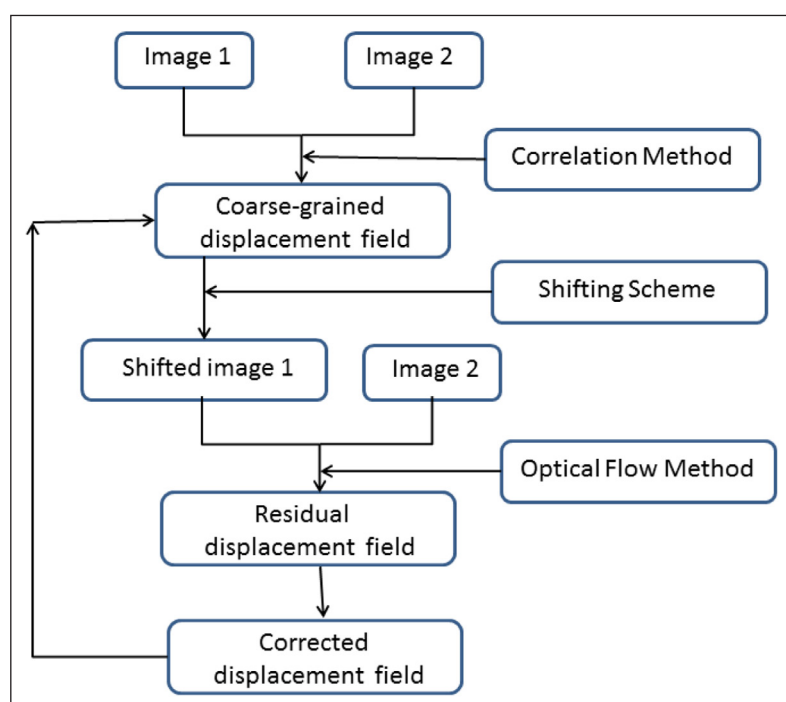 Image 1
Image 2
Correlation Method
Coarse-grained
displacement field
Shifting Scheme
Shifted image 1
Image 2
Optical Flow Method
Residual
displacement field
Corrected
displacement field